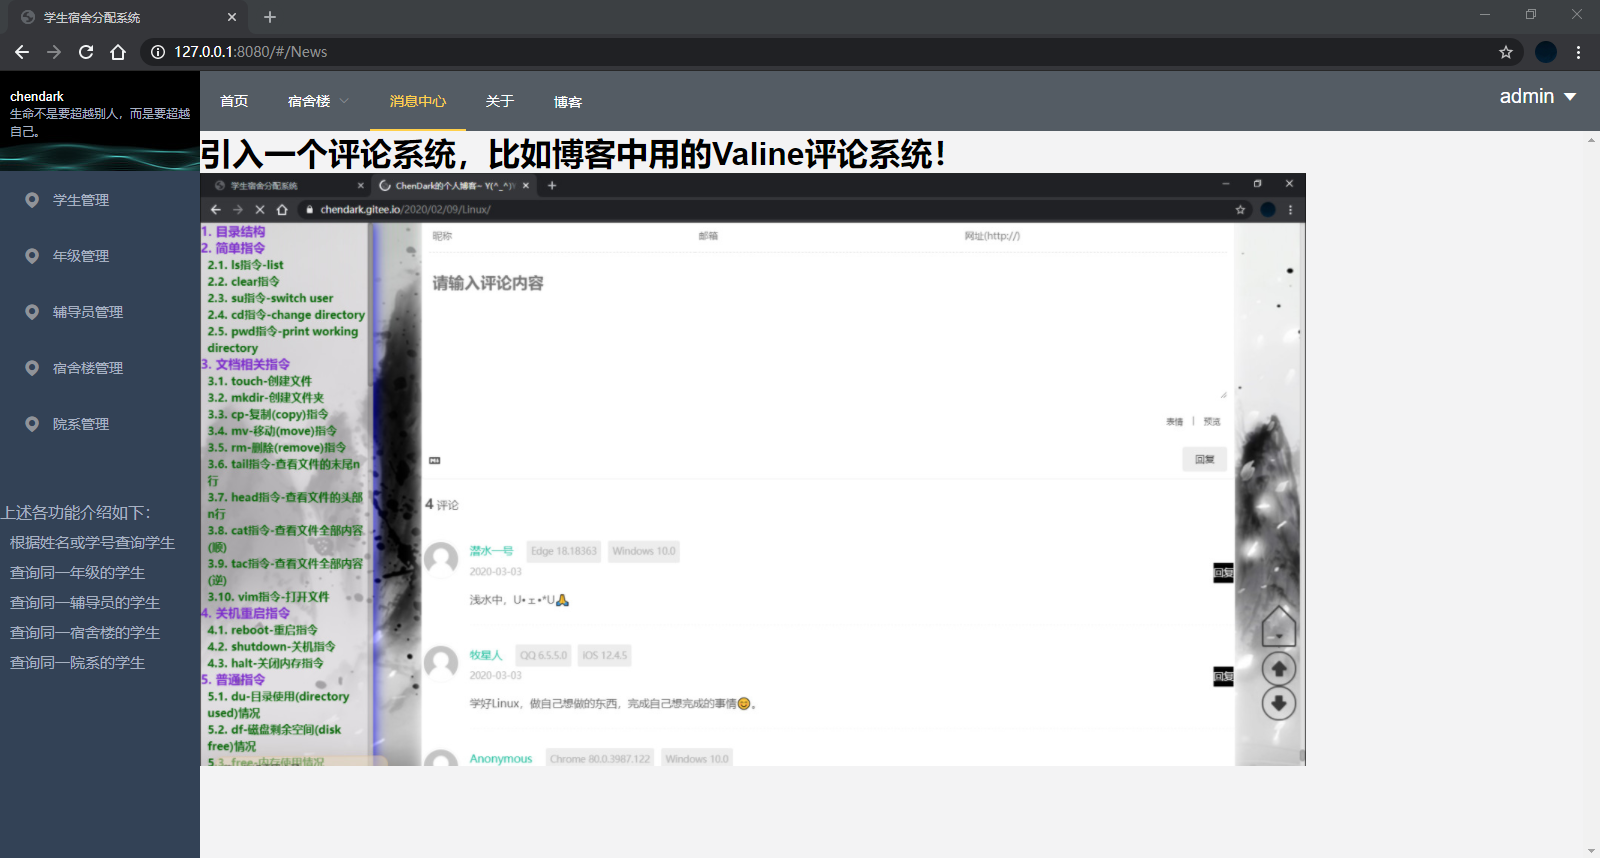 学生宿舍分配系统
127.0.0.1:8080/#/News
chendark
生命不是要超越别人，而是要超越
自己。
首页
宿舍楼
消息中心
关于
博客
admin
学生管理
年级管理
辅导员管理
宿舍楼管理
院系管理
上述各功能介绍如下：
根据姓名或学号查询学生
查询同一年级的学生
查询同一辅导员的学生
查询同一宿舍楼的学生
查询同一院系的学生
引入一个评论系统，比如博客中用的Valine评论系统！
学生宿舍分配系统
ChenDark的个人博客~ Y(^_^)Y
chendark.gitee.io/2020/02/09/Linux/
1. 目录结构
2. 简单指令
2.1. ls指令-list
2.2. clear指令
2.3. su指令-switch user
2.4. cd指令-change directory
2.5. pwd指令-print working
directory
3. 文档相关指令
3.1. touch-创建文件
3.2. mkdir-创建文件夹
3.3. cp-复制(copy)指令
3.4. mv-移动(move)指令
3.5. rm-删除(remove)指令
3.6. tail指令-查看文件的末尾n
行
3.7. head指令-查看文件的头部
n行
3.8. cat指令-查看文件全部内容
(顺)
3.9. tac指令-查看文件全部内容
(逆)
3.10. vim指令-打开文件
4. 关机重启指令
4.1. reboot-重启指令
4.2. shutdown-关机指令
4.3. halt-关闭内存指令
5. 普通指令
5.1. du-目录使用(directory
used)情况
5.2. df-磁盘剩余空间(disk
free)情况
5.3. free-内存使用情况
昵称
邮箱
网址(http://)
请输入评论内容
表情 | 预览
回复
4 评论
潜水一号 Edge 18.18363 Windows 10.0
2020-03-03
回复
浅水中，U•ェ•*U🙏
牧星人 QQ 6.5.5.0 iOS 12.4.5
2020-03-03
回复
学好Linux，做自己想做的东西，完成自己想完成的事情😊。
Anonymous Chrome 80.0.3987.122 Windows 10.0